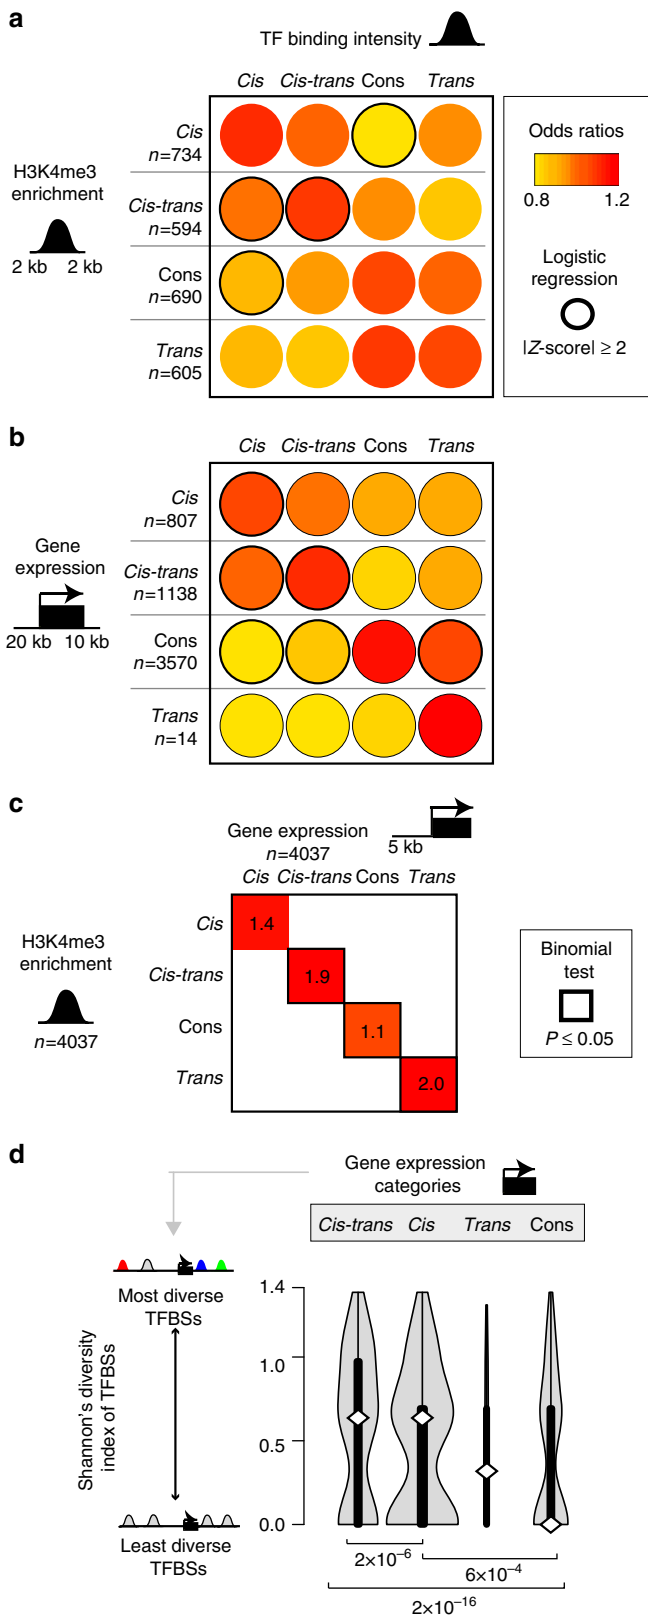 a
TF binding intensity
Cis Cis-trans Cons Trans
H3K4me3
enrichment
2 kb 2 kb
Cis
n=734
Cis-trans
n=594
Cons
n=690
Trans
n=605
Odds ratios
0.8 1.2
Logistic
regression
|Z-score| ≥ 2
b
Cis Cis-trans Cons Trans
Gene
expression
20 kb 10 kb
Cis
n=807
Cis-trans
n=1138
Cons
n=3570
Trans
n=14
c
Gene expression
n=4037
5 kb
Cis Cis-trans Cons Trans
H3K4me3
enrichment
n=4037
Cis
Cis-trans
Cons
Trans
1.4
1.9
1.1
2.0
Binomial
test
P ≤ 0.05
d
Gene expression
categories
Cis-trans Cis Trans Cons
Most diverse
TFBSs
Shannon's diversity
index of TFBSs
Least diverse
TFBSs
1.4
1.0
0.5
0.0
2×10⁻⁶
6×10⁻⁴
2×10⁻¹⁶